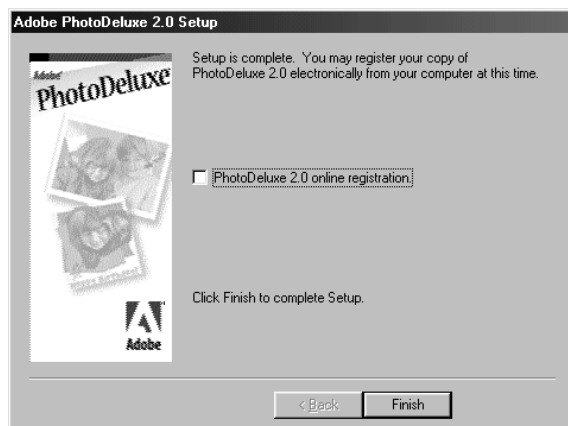 Adobe PhotoDeluxe 2.0 Setup
Adobe
PhotoDeluxe
Setup is complete. You may register your copy of
PhotoDeluxe 2.0 electronically from your computer at this time.
PhotoDeluxe 2.0 online registration.
Happy Birthday!
Click Finish to complete Setup.
Adobe
< Back
Finish